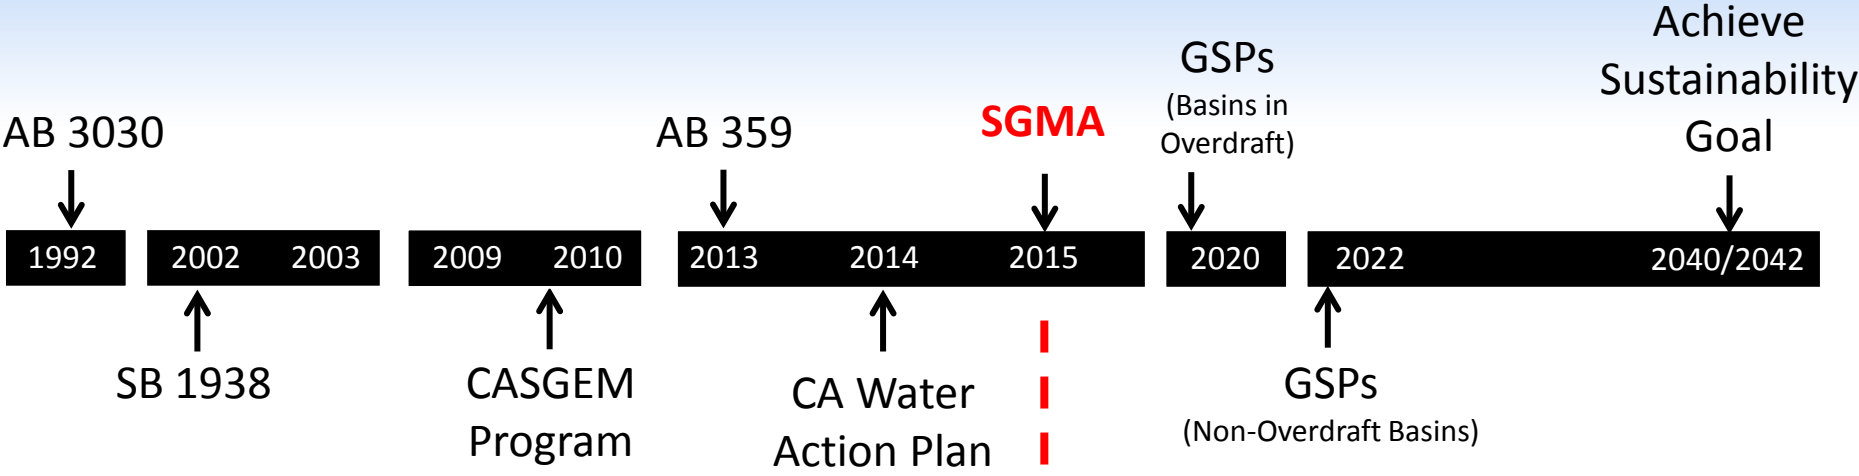 AB 3030
AB 359
SGMA
GSPs
(Basins in
Overdraft)
Achieve
Sustainability
Goal
1992 2002 2003 2009 2010 2013 2014 2015 2020 2022 2040/2042
SB 1938
CASGEM
Program
CA Water
Action Plan
GSPs
(Non-Overdraft Basins)